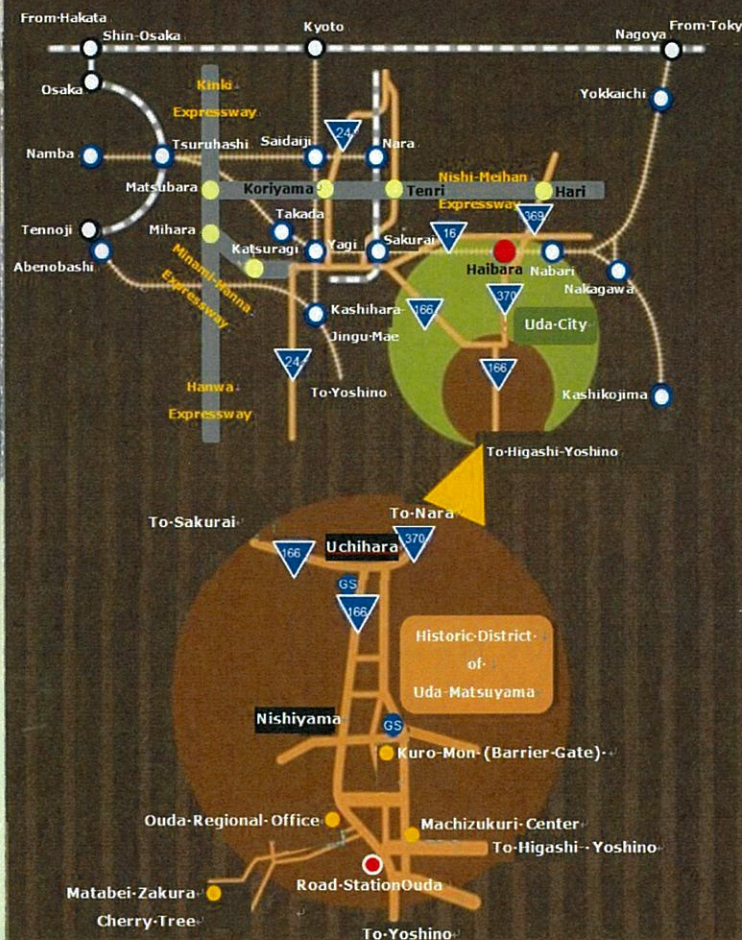 From·Hakata
Shin-Osaka
Kyoto
Nagoya
From·Toky
Osaka
Kinki
Expressway
Yokkaichi
24
Namba
Tsuruhashi
Saidaiji
Nara
Matsubara
Koriyama
Tenri
Nishi-Meihan
Expressway
Hari
369
Tennoji
Mihara
Takada
Katsuragi
Yagi
Sakurai
16
Abenobashi
Haibara
Nabari
Nakagawa
Minami-Hanna
Expressway
Kashihara-
Jingu-Mae
166
370
Uda·City
24
To·Yoshino
166
Hanwa
Expressway
Kashikojima
To·Higashi-Yoshino
To·Sakurai
To·Nara
166
Uchihara
370
GS
166
Historic·District·
of·
Uda-Matsuyama
Nishiyama
GS
Kuro-Mon·(Barrier·Gate)·
Ouda·Regional·Office
Machizukuri·Center
To·Higashi·-Yoshino
Road·StationOuda
Matabei·Zakura
Cherry·Tree
To·Yoshino